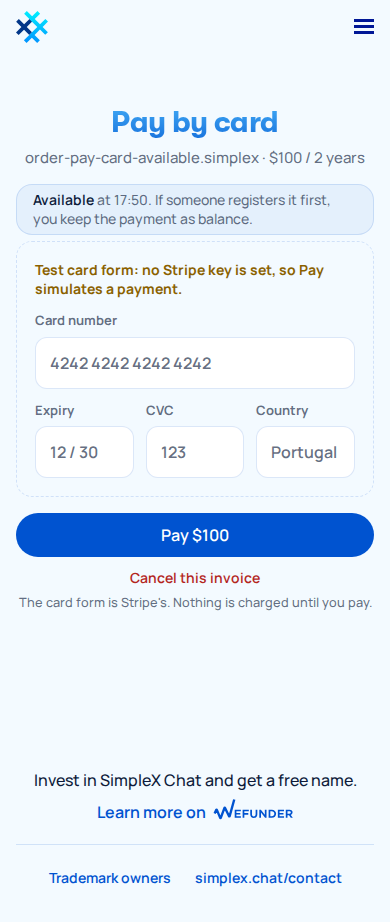 Pay by card
order-pay-card-available.simplex · $100 / 2 years
Available at 17:50. If someone registers it first,
you keep the payment as balance.
Test card form: no Stripe key is set, so Pay
simulates a payment.
Card number
4242 4242 4242 4242
Expiry CVC Country
12 / 30 123 Portugal
Pay $100
Cancel this invoice
The card form is Stripe's. Nothing is charged until you pay.
Invest in SimpleX Chat and get a free name.
Learn more on WEFUNDER
Trademark owners simplex.chat/contact